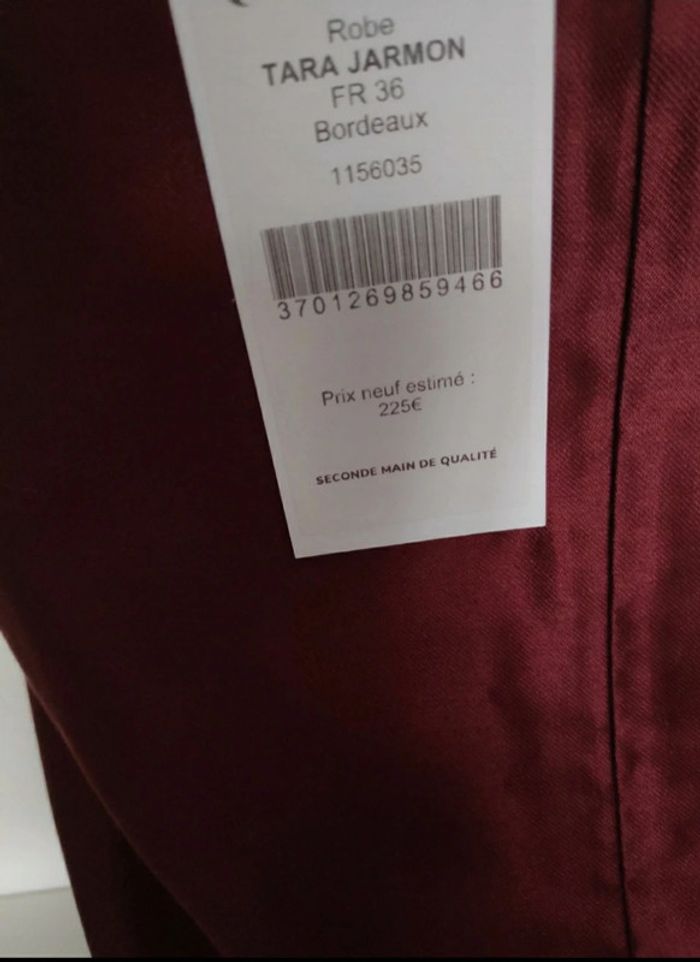 Robe
TARA JARMON
FR 36
Bordeaux
1156035
3701269859466
Prix neuf estimé :
225€
SECONDE MAIN DE QUALITÉ